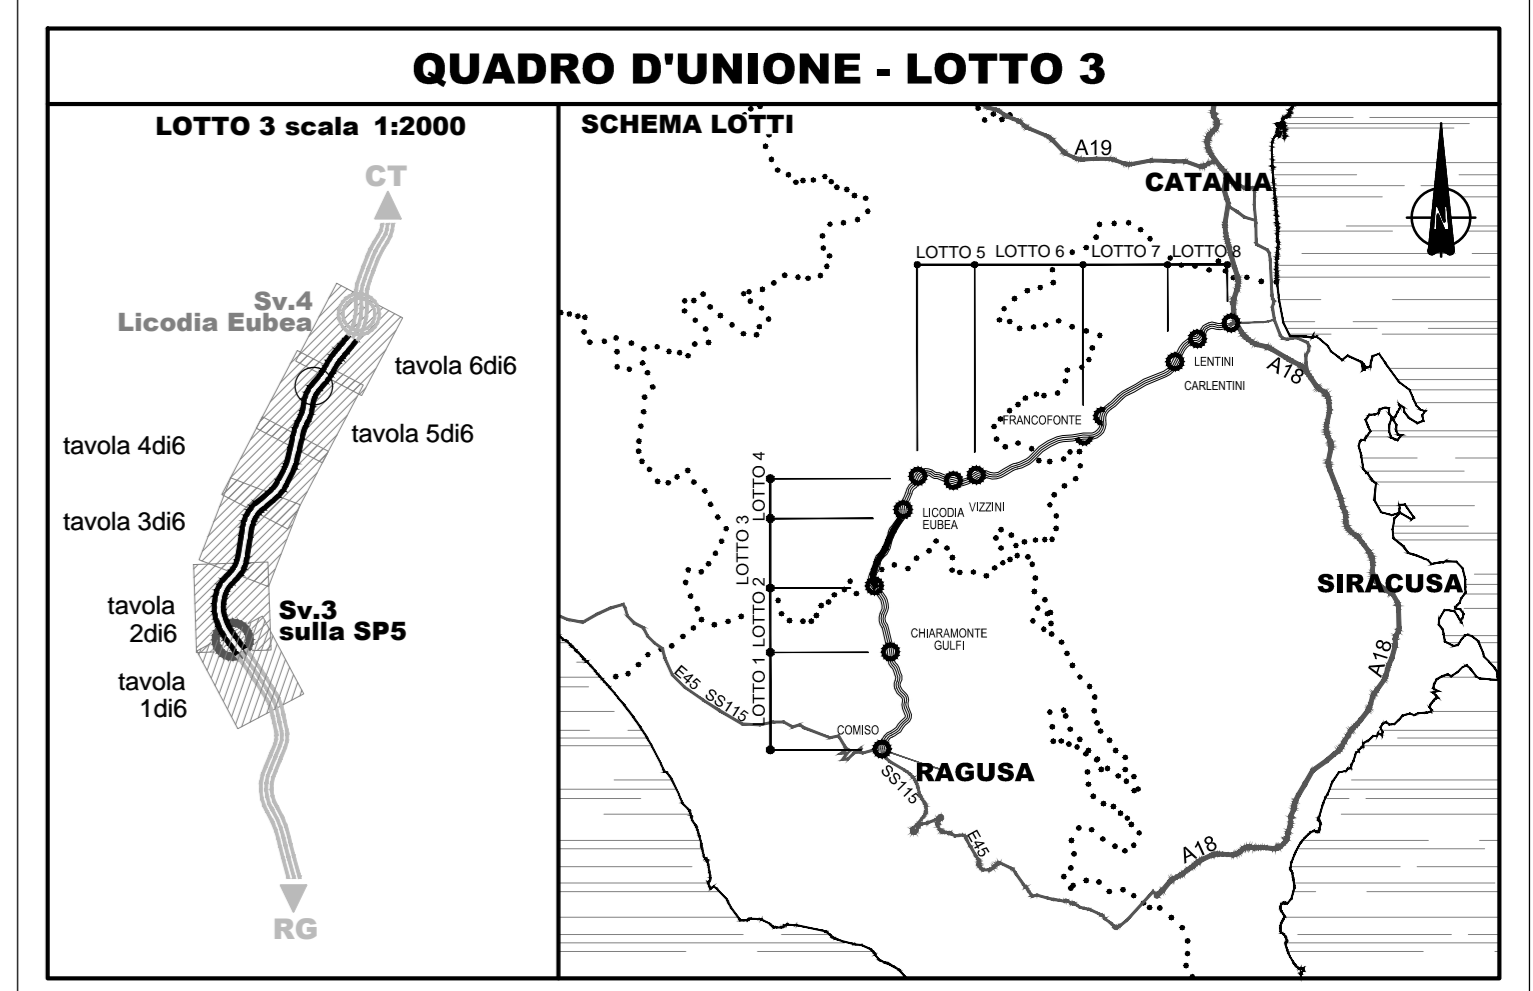 QUADRO D'UNIONE - LOTTO 3
LOTTO 3 scala 1:2000
CT
Sv.4
Licodia Eubea
tavola 6di6
tavola 5di6
tavola 4di6
tavola 3di6
tavola
2di6
Sv.3
sulla SP5
tavola
1di6
RG
SCHEMA LOTTI
A19
CATANIA
N
LOTTO 5
LOTTO 6
LOTTO 7
LOTTO 8
LENTINI
CARLENTINI
A18
FRANCOFONTE
LOTTO 4
LOTTO 3
LOTTO 2
LOTTO 1
VIZZINI
LICODIA
EUBEA
SIRACUSA
CHIARAMONTE
GULFI
A18
E45
SS115
COMISO
RAGUSA
SS115
E45
A18